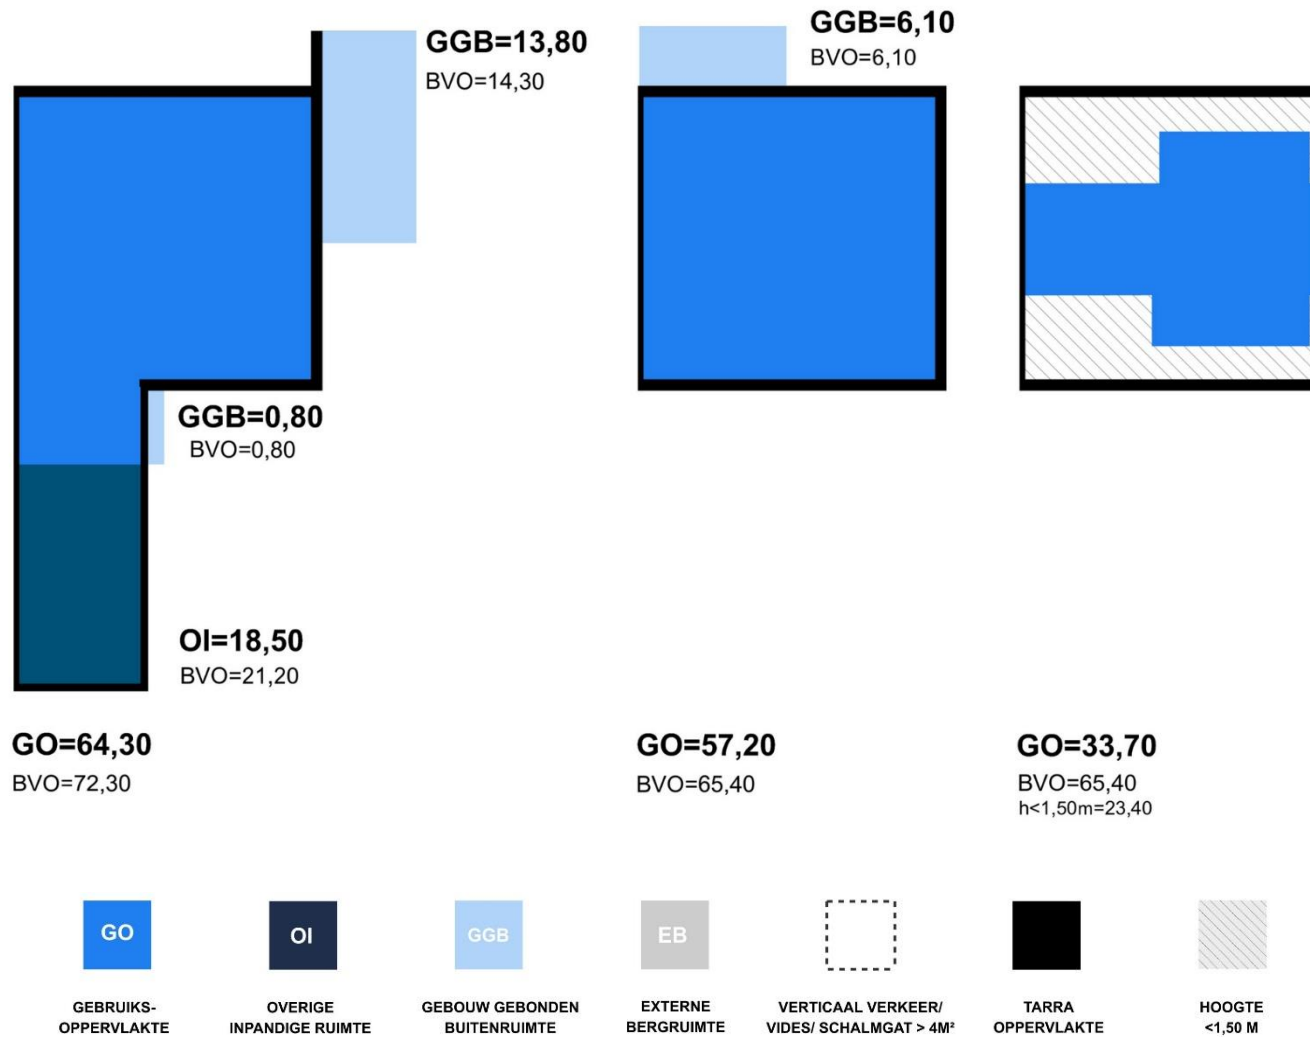 GGB=13,80
BVO=14,30
GGB=6,10
BVO=6,10
GGB=0,80
BVO=0,80
OI=18,50
BVO=21,20
GO=64,30
BVO=72,30
GO=57,20
BVO=65,40
GO=33,70
BVO=65,40
h<1,50m=23,40
GO
OI
GGB
EB
GEBRUIKS-
OPPERVLAKTE
OVERIGE
INPANDIGE RUIMTE
GEBOUW GEBONDEN
BUITENRUIMTE
EXTERNE
BERGRUIMTE
VERTICAAL VERKEER/
VIDES/ SCHALMGAT > 4M²
TARRA
OPPERVLAKTE
HOOGTE
<1,50 M